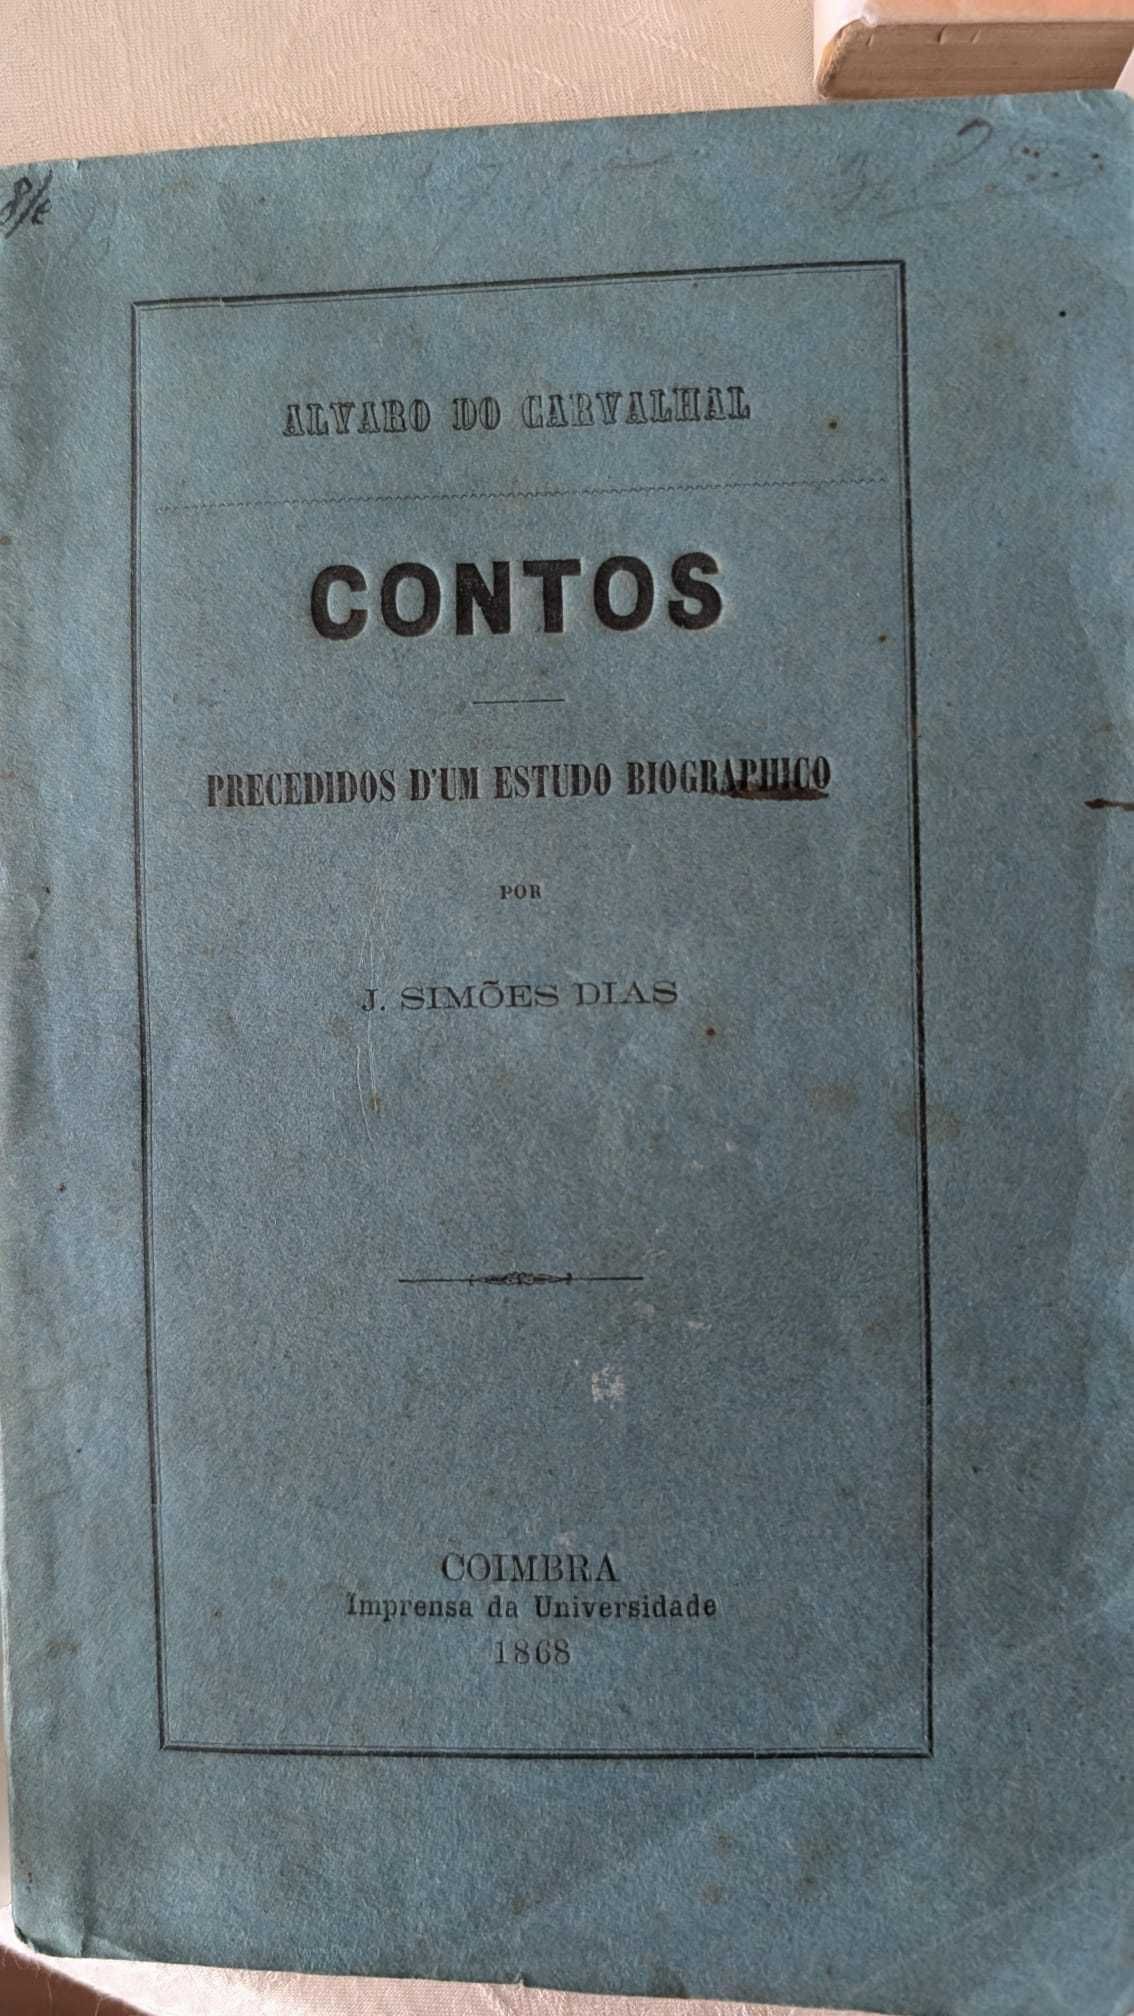 ALVARO DO CARVALHAL
CONTOS
PRECEDIDOS D'UM ESTUDO BIOGRAPHICO
POR
J. SIMÕES DIAS
COIMBRA
Imprensa da Universidade
1868